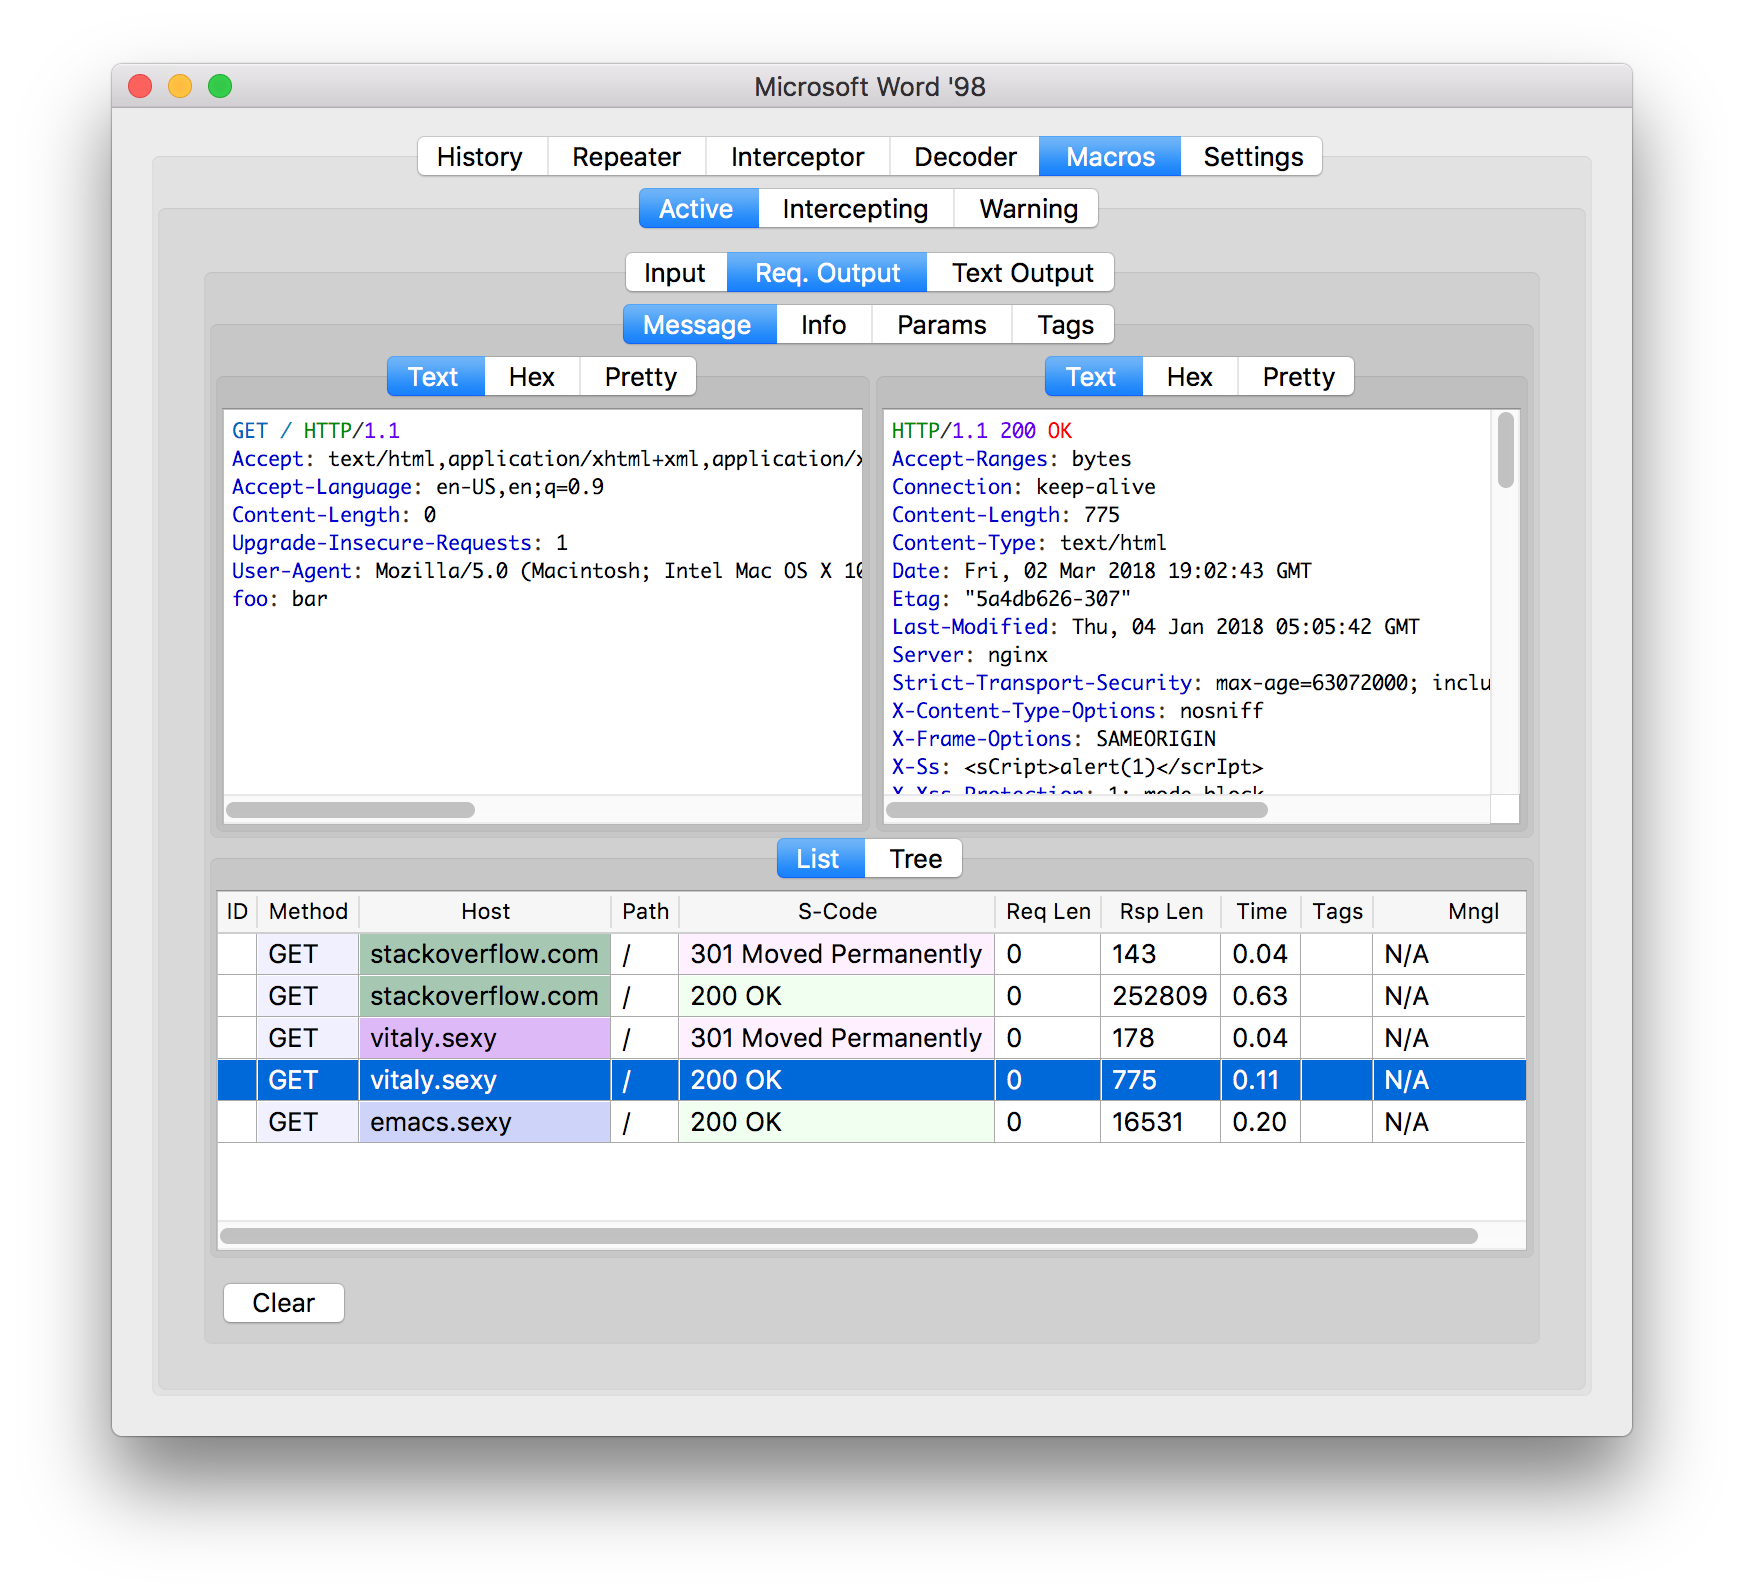 Microsoft Word '98
History Repeater Interceptor Decoder Macros Settings
Active Intercepting Warning
Input Req. Output Text Output
Message Info Params Tags
Text Hex Pretty
GET / HTTP/1.1
Accept: text/html,application/xhtml+xml,application/x
Accept-Language: en-US,en;q=0.9
Content-Length: 0
Upgrade-Insecure-Requests: 1
User-Agent: Mozilla/5.0 (Macintosh; Intel Mac OS X 10
foo: bar
Text Hex Pretty
HTTP/1.1 200 OK
Accept-Ranges: bytes
Connection: keep-alive
Content-Length: 775
Content-Type: text/html
Date: Fri, 02 Mar 2018 19:02:43 GMT
Etag: "5a4db626-307"
Last-Modified: Thu, 04 Jan 2018 05:05:42 GMT
Server: nginx
Strict-Transport-Security: max-age=63072000; inclu
X-Content-Type-Options: nosniff
X-Frame-Options: SAMEORIGIN
X-Ss: <sCript>alert(1)</scrIpt>
X-Xss-Protection: 1; mode=block
List Tree
ID Method Host Path S-Code Req Len Rsp Len Time Tags Mngl
GET stackoverflow.com / 301 Moved Permanently 0 143 0.04 N/A
GET stackoverflow.com / 200 OK 0 252809 0.63 N/A
GET vitaly.sexy / 301 Moved Permanently 0 178 0.04 N/A
GET vitaly.sexy / 200 OK 0 775 0.11 N/A
GET emacs.sexy / 200 OK 0 16531 0.20 N/A
Clear